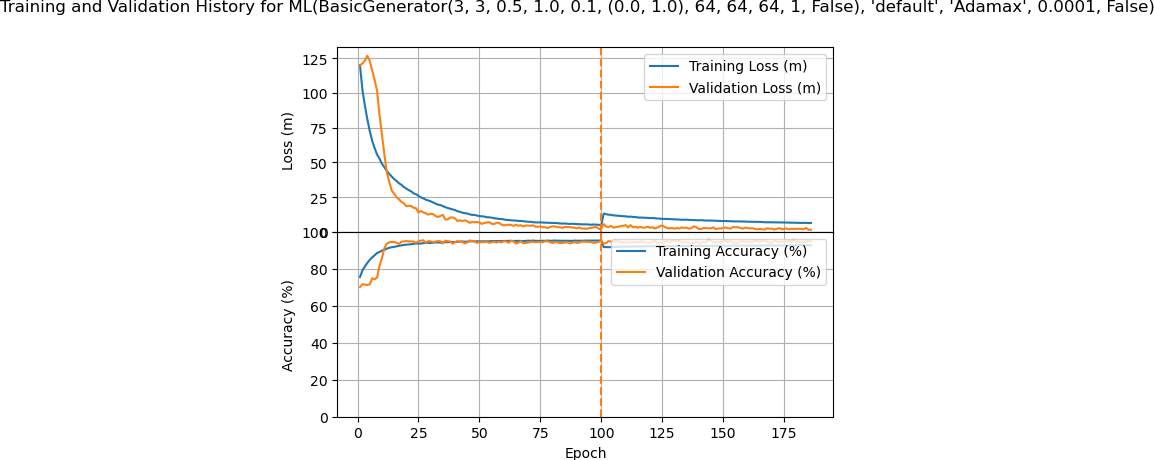 Training and Validation History for ML(BasicGenerator(3, 3, 0.5, 1.0, 0.1, (0.0, 1.0), 64, 64, 64, 1, False), 'default', 'Adamax', 0.0001, False)
125
100
75
50
25
0
Loss (m)
Training Loss (m)
Validation Loss (m)
100
80
60
40
20
0
Accuracy (%)
Training Accuracy (%)
Validation Accuracy (%)
0 25 50 75 100 125 150 175
Epoch